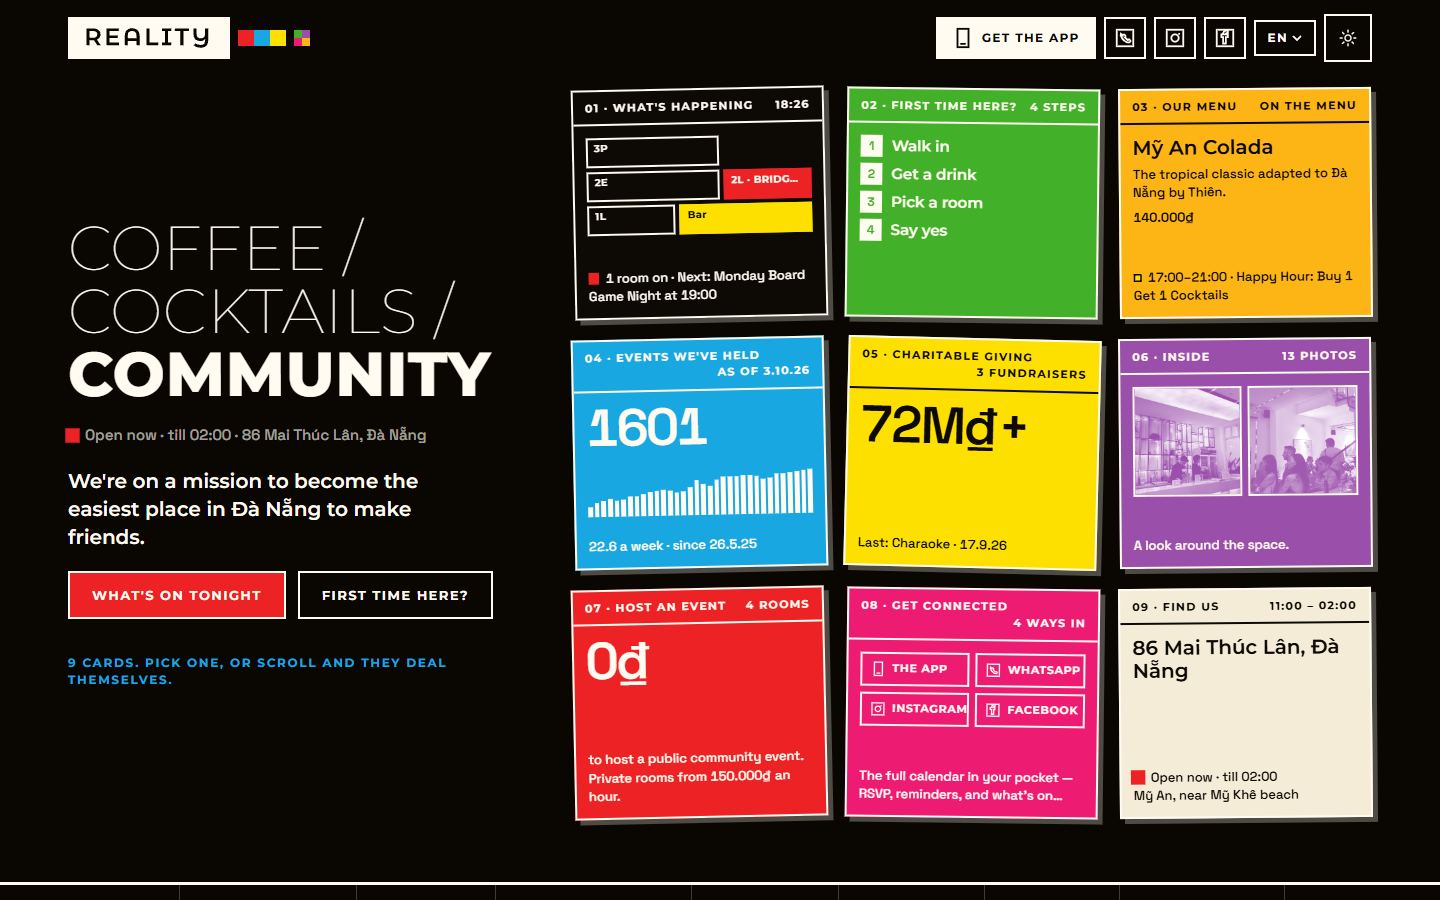 REALITY
GET THE APP
EN
COFFEE /
COCKTAILS /
COMMUNITY
Open now · till 02:00 · 86 Mai Thúc Lân, Đà Nẵng
We're on a mission to become the
easiest place in Đà Nẵng to make
friends.
WHAT'S ON TONIGHT
FIRST TIME HERE?
9 CARDS. PICK ONE, OR SCROLL AND THEY DEAL
THEMSELVES.
01 · WHAT'S HAPPENING 18:26
3P
2E
2L · BRIDG...
1L
Bar
1 room on · Next: Monday Board
Game Night at 19:00
02 · FIRST TIME HERE? 4 STEPS
1 Walk in
2 Get a drink
3 Pick a room
4 Say yes
03 · OUR MENU ON THE MENU
Mỹ An Colada
The tropical classic adapted to Đà
Nẵng by Thiên.
140.000₫
17:00–21:00 · Happy Hour: Buy 1
Get 1 Cocktails
04 · EVENTS WE'VE HELD
AS OF 3.10.26
1601
22.6 a week · since 26.5.25
05 · CHARITABLE GIVING
3 FUNDRAISERS
72M₫+
Last: Charaoke · 17.9.26
06 · INSIDE 13 PHOTOS
A look around the space.
07 · HOST AN EVENT 4 ROOMS
0₫
to host a public community event.
Private rooms from 150.000₫ an
hour.
08 · GET CONNECTED
4 WAYS IN
THE APP
WHATSAPP
INSTAGRAM
FACEBOOK
The full calendar in your pocket —
RSVP, reminders, and what's on...
09 · FIND US 11:00 – 02:00
86 Mai Thúc Lân, Đà
Nẵng
Open now · till 02:00
Mỹ An, near Mỹ Khê beach